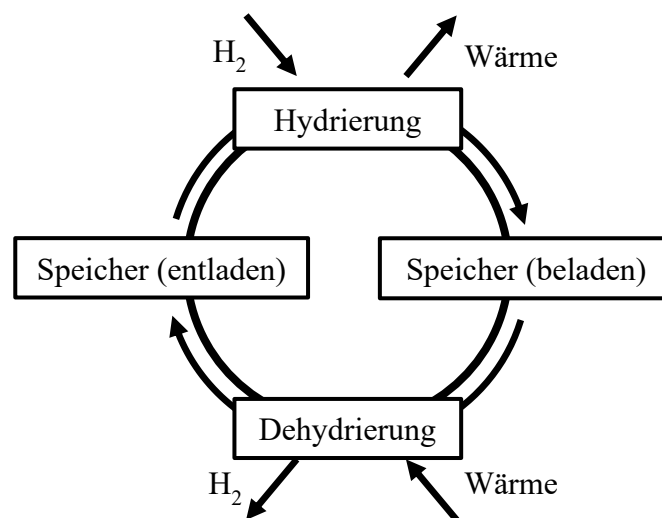 H₂
Wärme
Hydrierung
Speicher (entladen)
Speicher (beladen)
Dehydrierung
H₂
Wärme